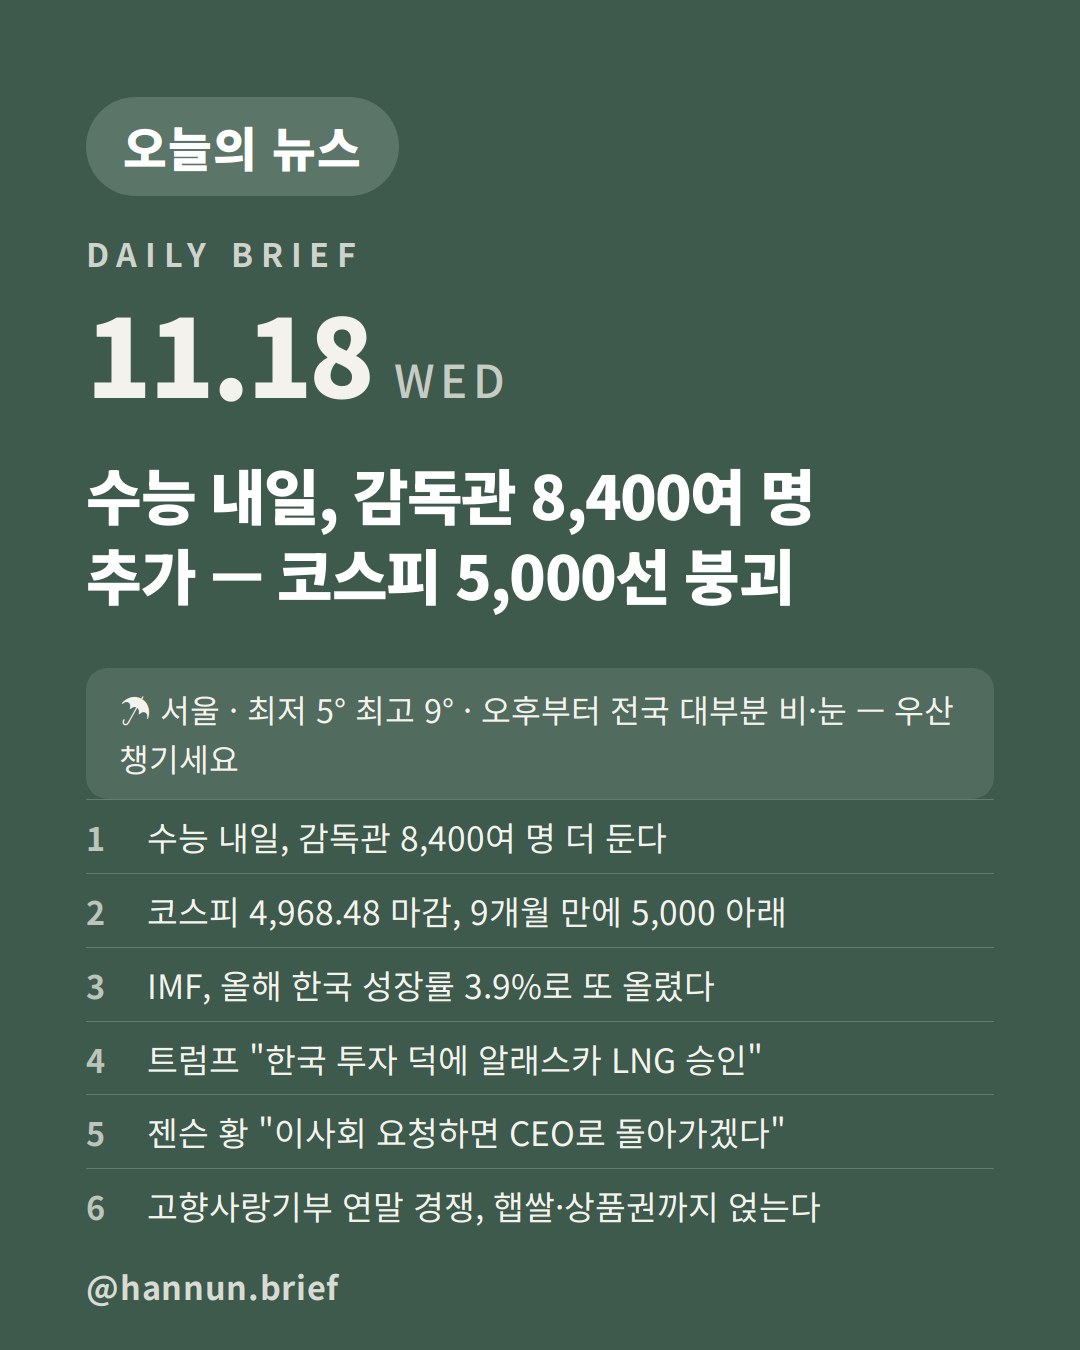 오늘의 뉴스
DAILY BRIEF
11.18 WED
수능 내일, 감독관 8,400여 명
추가 — 코스피 5,000선 붕괴
☂ 서울 · 최저 5° 최고 9° · 오후부터 전국 대부분 비·눈 — 우산
챙기세요
1 수능 내일, 감독관 8,400여 명 더 둔다
2 코스피 4,968.48 마감, 9개월 만에 5,000 아래
3 IMF, 올해 한국 성장률 3.9%로 또 올렸다
4 트럼프 "한국 투자 덕에 알래스카 LNG 승인"
5 젠슨 황 "이사회 요청하면 CEO로 돌아가겠다"
6 고향사랑기부 연말 경쟁, 햅쌀·상품권까지 얹는다
@hannun.brief